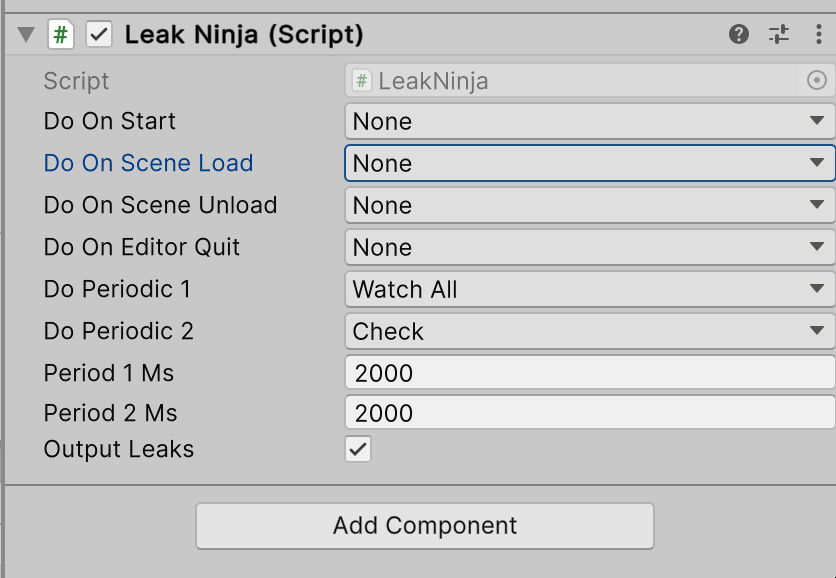 # Leak Ninja (Script)
Script # LeakNinja
Do On Start None
Do On Scene Load None
Do On Scene Unload None
Do On Editor Quit None
Do Periodic 1 Watch All
Do Periodic 2 Check
Period 1 Ms 2000
Period 2 Ms 2000
Output Leaks
Add Component